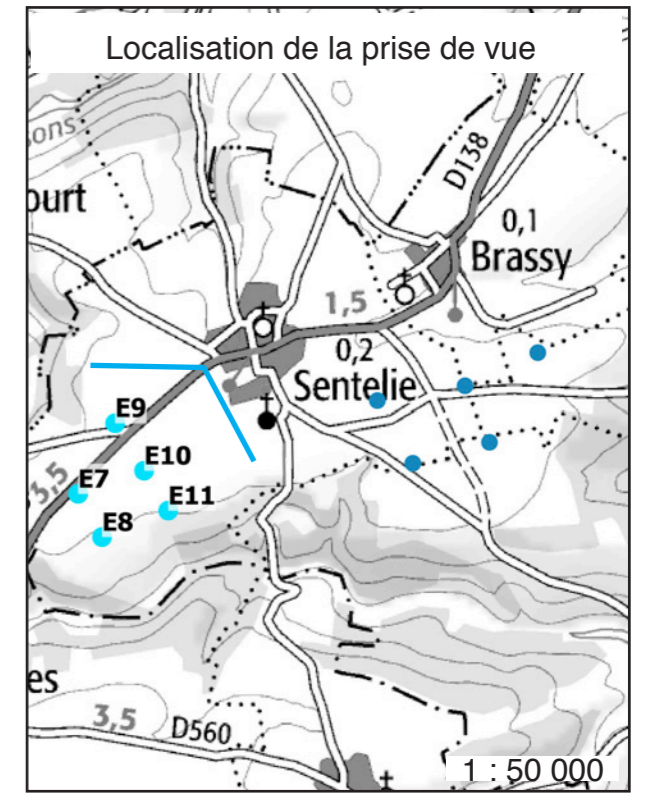 Localisation de la prise de vue
ons
ourt
D138
0,1
Brassy
1,5
0,2
Sentelie
E9
E10
3,5
E7
E11
E8
es
3,5
D560
1 : 50 000